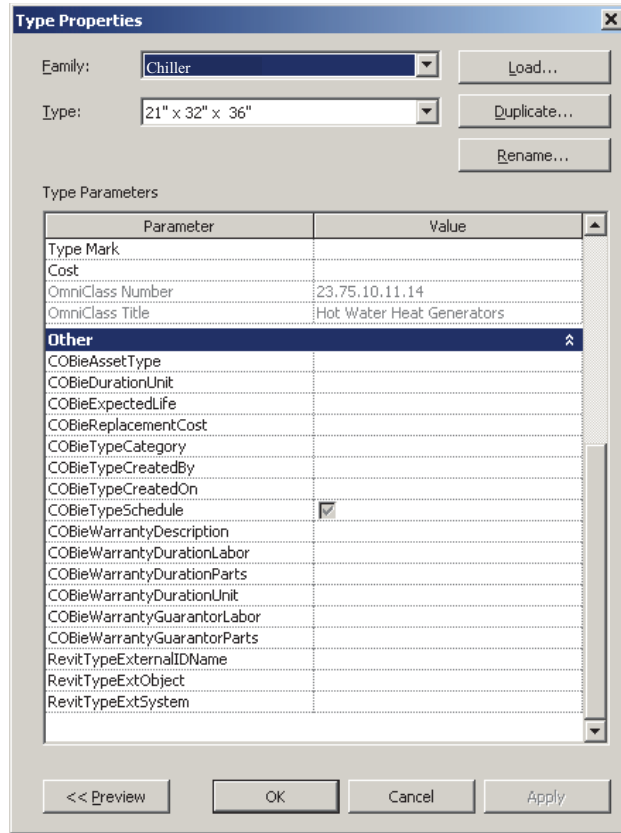 Type Properties
Family: Chiller Load...
Type: 21" x 32" x 36" Duplicate...
Rename...
Type Parameters
Parameter Value
Type Mark
Cost
OmniClass Number 23.75.10.11.14
OmniClass Title Hot Water Heat Generators
Other
COBieAssetType
COBieDurationUnit
COBieExpectedLife
COBieReplacementCost
COBieTypeCategory
COBieTypeCreatedBy
COBieTypeCreatedOn
COBieTypeSchedule
COBieWarrantyDescription
COBieWarrantyDurationLabor
COBieWarrantyDurationParts
COBieWarrantyDurationUnit
COBieWarrantyGuarantorLabor
COBieWarrantyGuarantorParts
RevitTypeExternalIDName
RevitTypeExtObject
RevitTypeExtSystem
<< Preview OK Cancel Apply